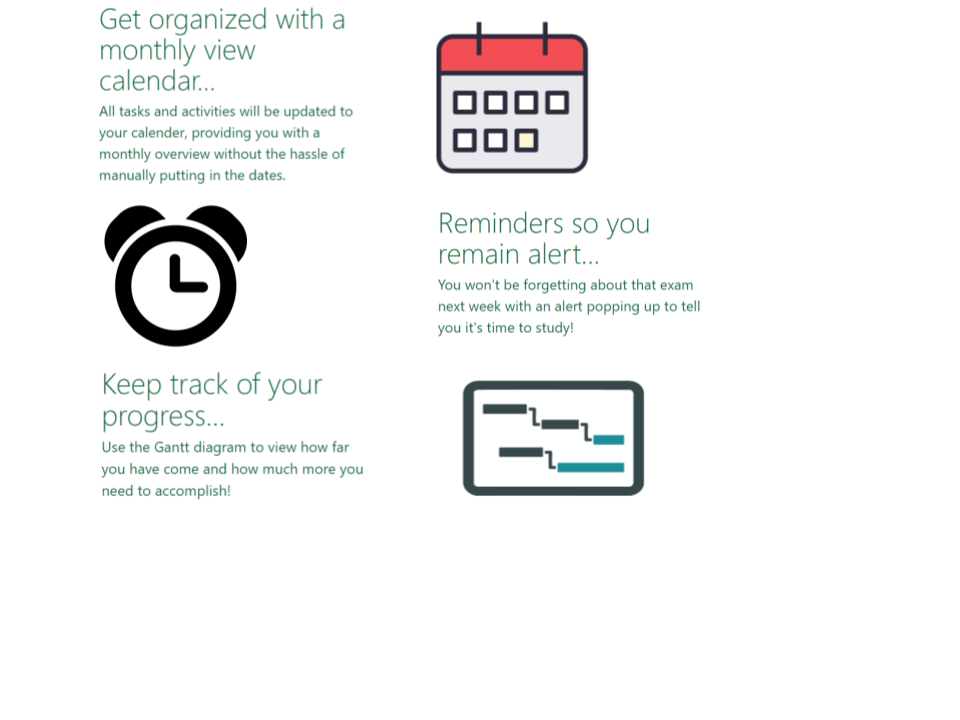 Get organized with a
monthly view
calendar...
All tasks and activities will be updated to
your calender, providing you with a
monthly overview without the hassle of
manually putting in the dates.
Reminders so you
remain alert...
You won't be forgetting about that exam
next week with an alert popping up to tell
you it's time to study!
Keep track of your
progress...
Use the Gantt diagram to view how far
you have come and how much more you
need to accomplish!